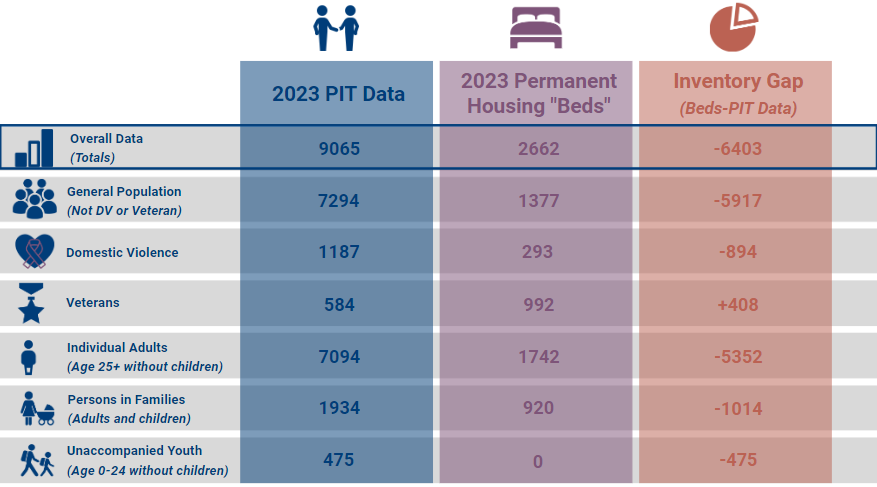 2023 PIT Data
2023 Permanent
Housing "Beds"
Inventory Gap
(Beds-PIT Data)
Overall Data
(Totals)
9065
2662
-6403
General Population
(Not DV or Veteran)
7294
1377
-5917
Domestic Violence
1187
293
-894
Veterans
584
992
+408
Individual Adults
(Age 25+ without children)
7094
1742
-5352
Persons in Families
(Adults and children)
1934
920
-1014
Unaccompanied Youth
(Age 0-24 without children)
475
0
-475